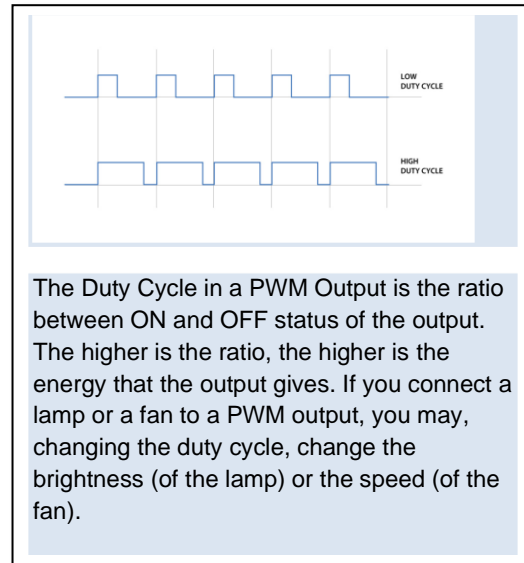 LOW
DUTY CYCLE
HIGH
DUTY CYCLE
The Duty Cycle in a PWM Output is the ratio
between ON and OFF status of the output.
The higher is the ratio, the higher is the
energy that the output gives. If you connect a
lamp or a fan to a PWM output, you may,
changing the duty cycle, change the
brightness (of the lamp) or the speed (of the
fan).